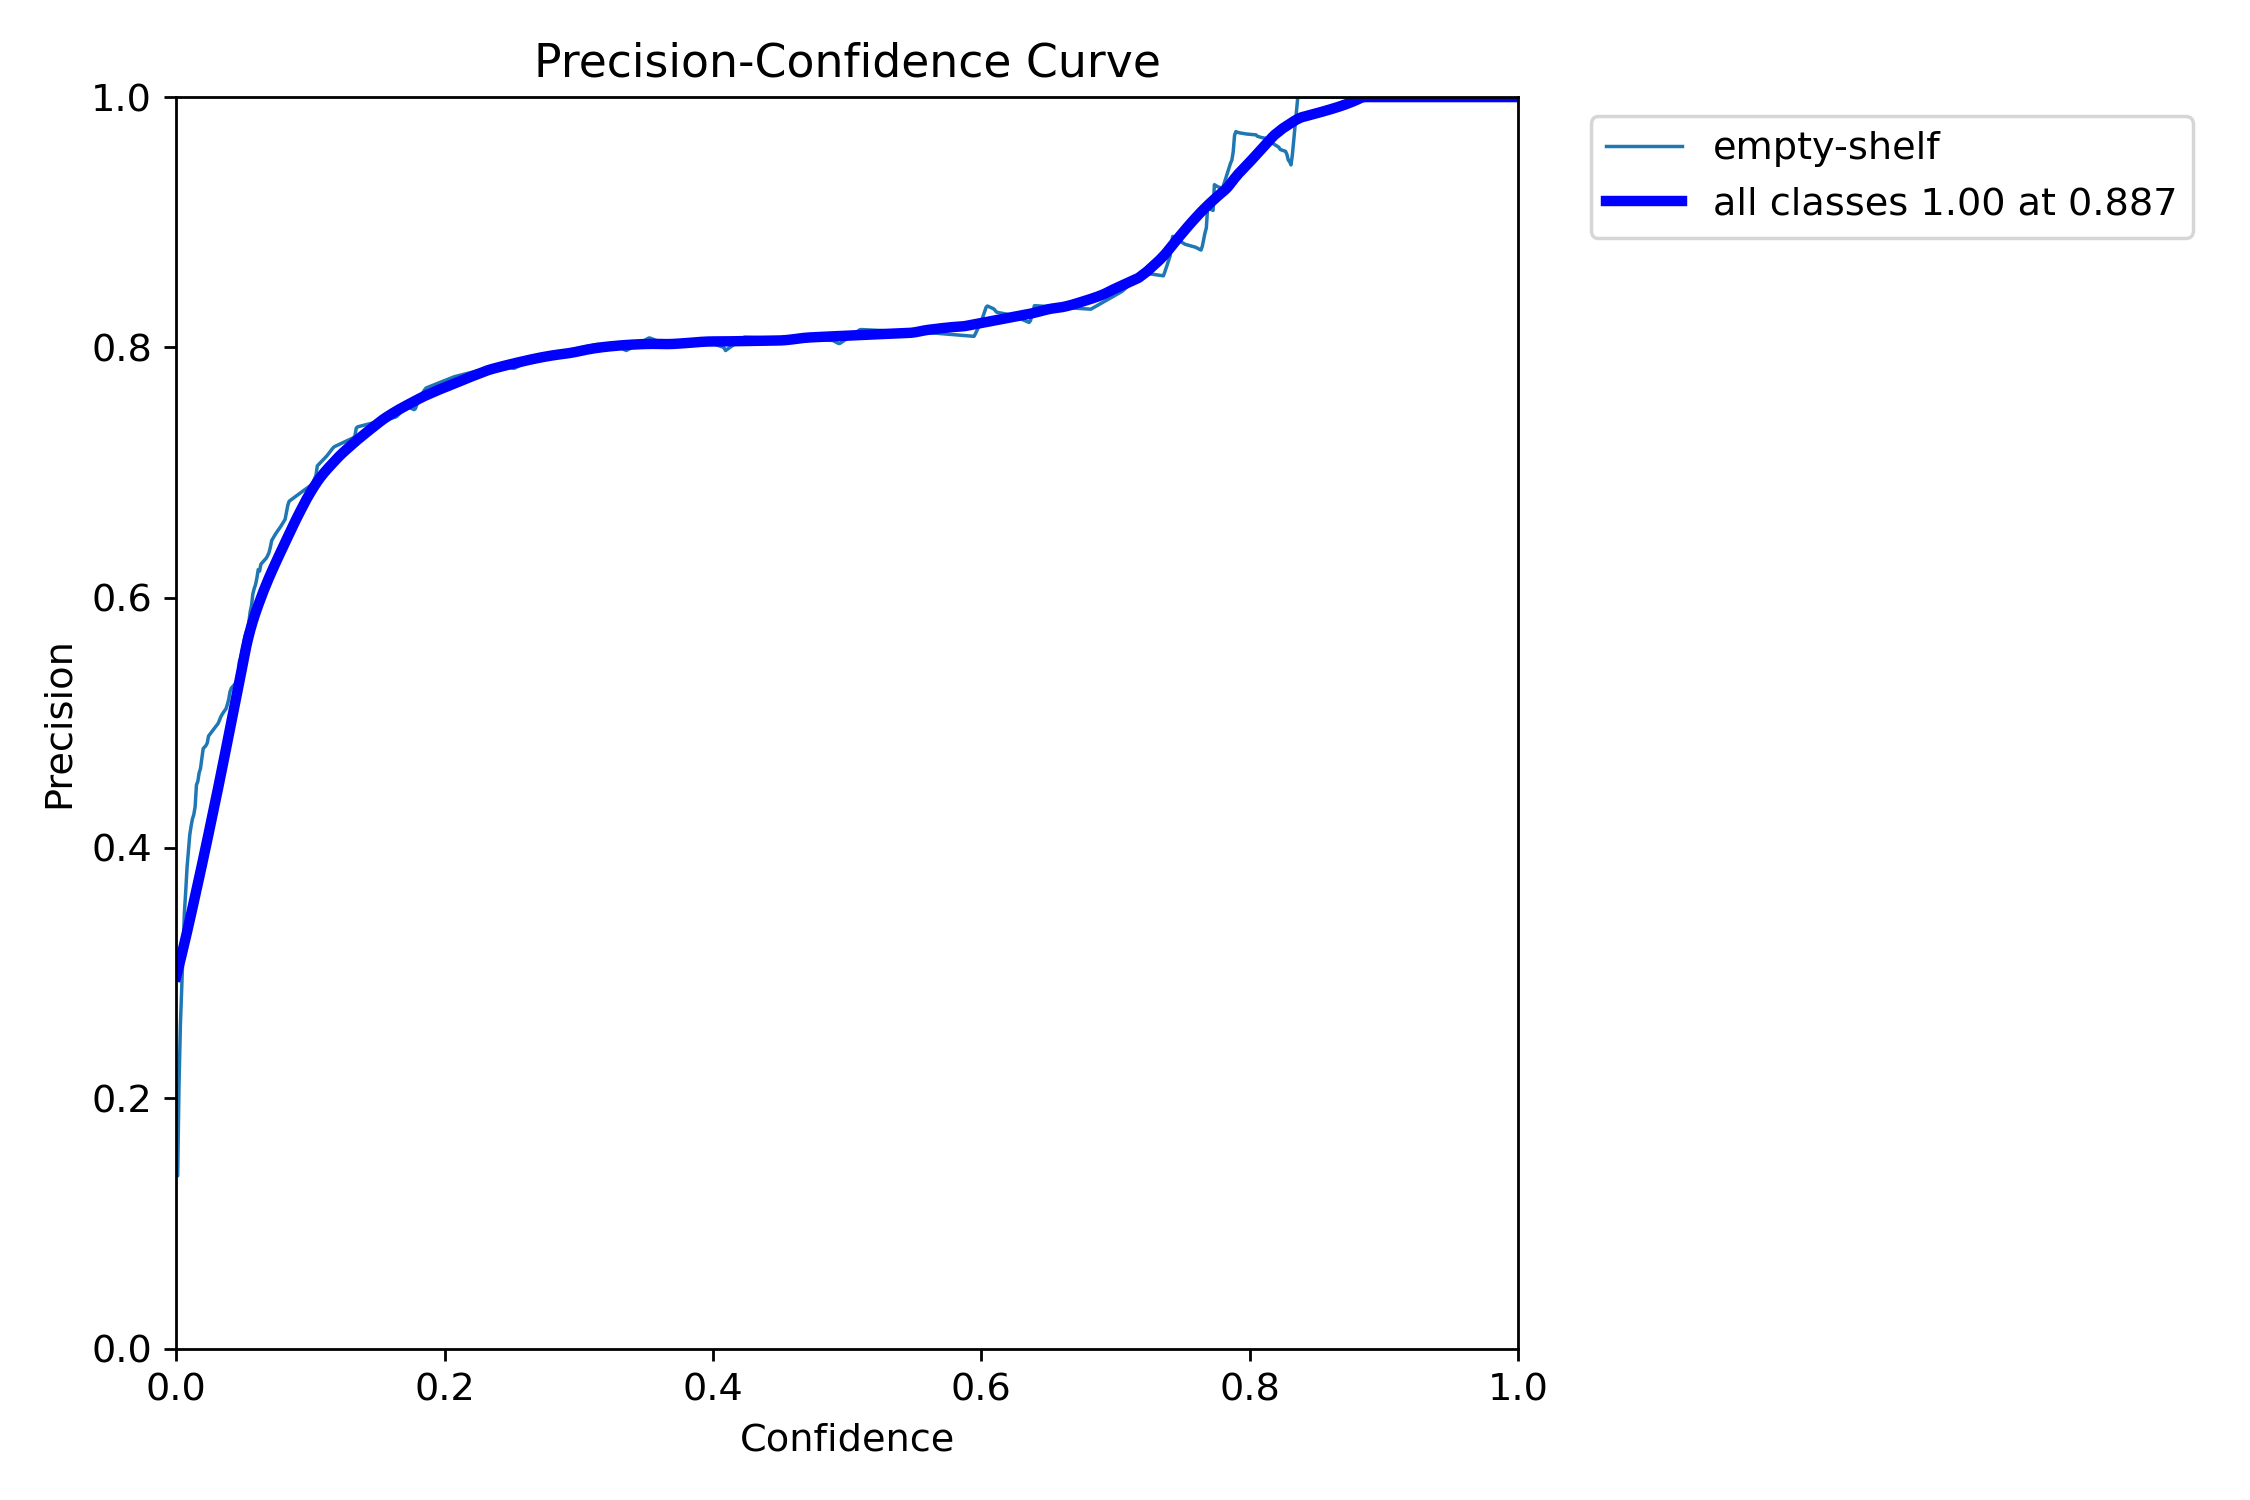 Precision-Confidence Curve
1.0
0.8
0.6
0.4
0.2
0.0
Precision
0.0 0.2 0.4 0.6 0.8 1.0
Confidence
empty-shelf
all classes 1.00 at 0.887